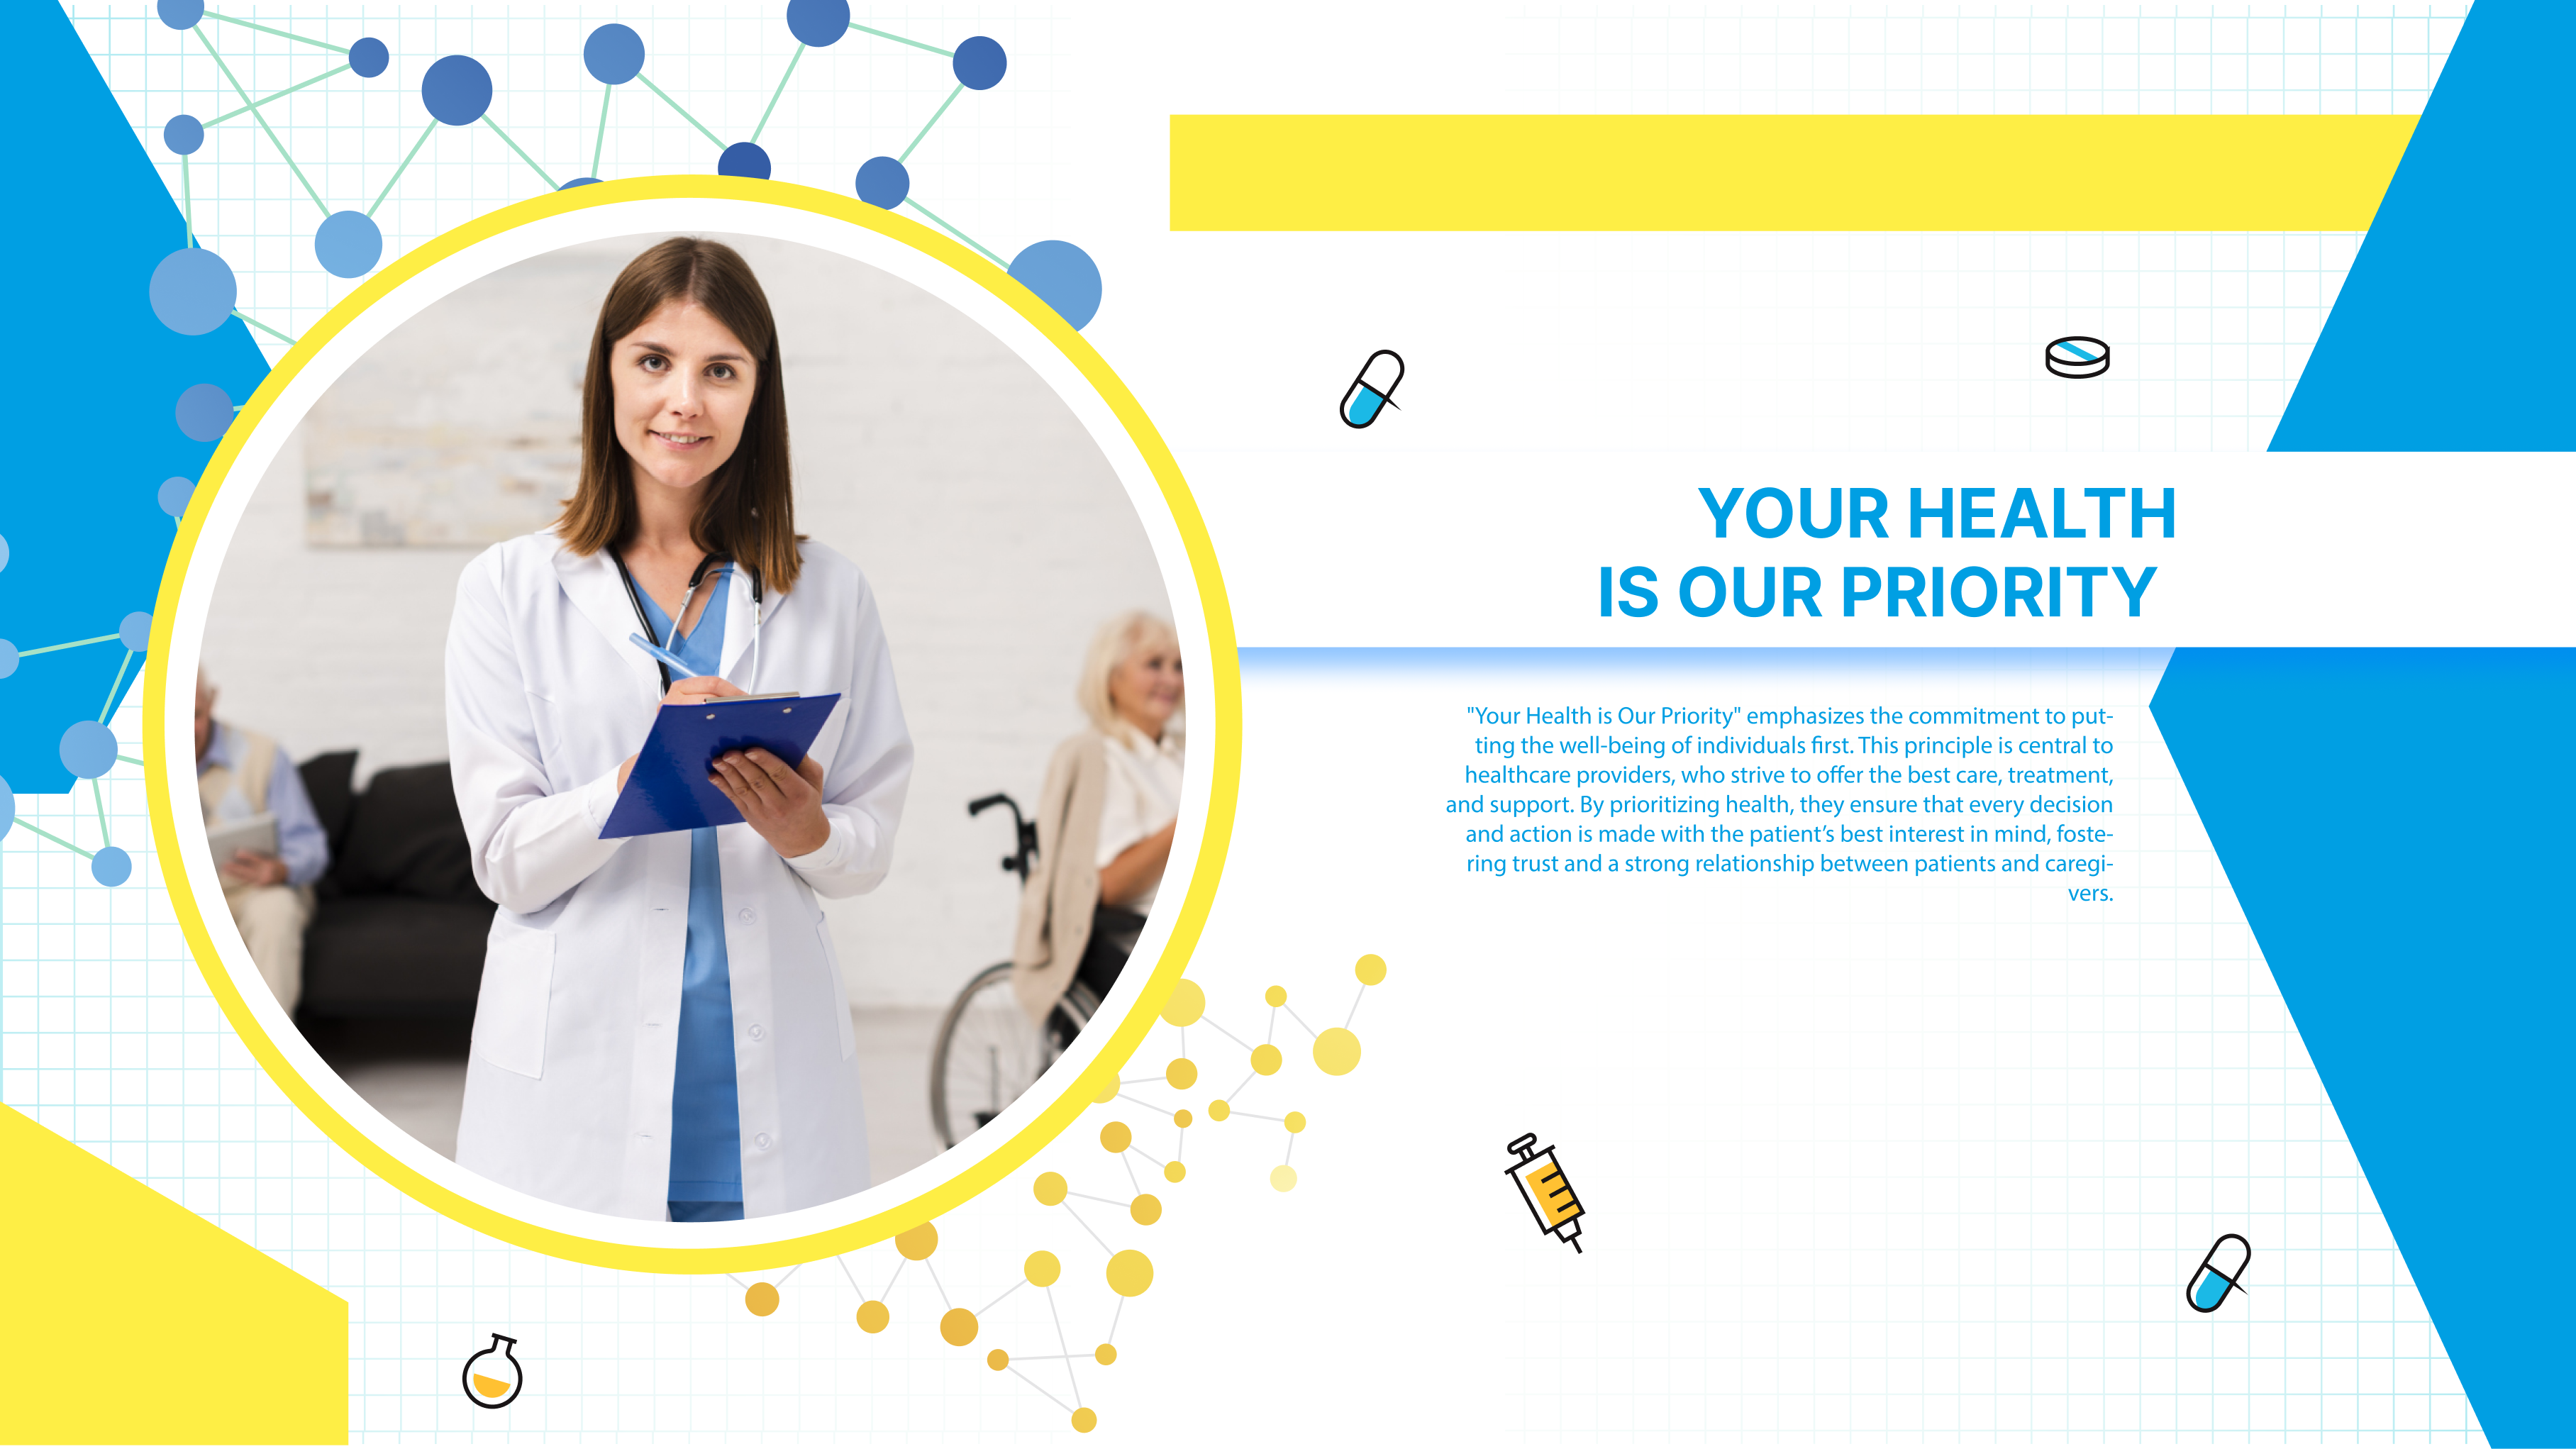 YOUR HEALTH
IS OUR PRIORITY
"Your Health is Our Priority" emphasizes the commitment to put-
ting the well-being of individuals first. This principle is central to
healthcare providers, who strive to offer the best care, treatment,
and support. By prioritizing health, they ensure that every decision
and action is made with the patient’s best interest in mind, foste-
ring trust and a strong relationship between patients and caregi-
vers.